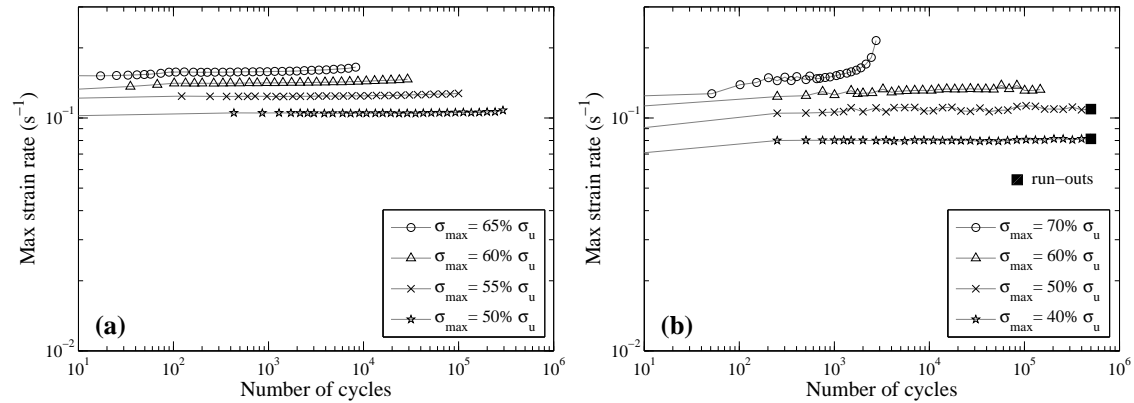 Max strain rate (s⁻¹)
10⁻¹
10⁻²
10¹ 10² 10³ 10⁴ 10⁵ 10⁶
Number of cycles
(a)
σmax= 65% σu
σmax= 60% σu
σmax= 55% σu
σmax= 50% σu
Max strain rate (s⁻¹)
10⁻¹
10⁻²
10¹ 10² 10³ 10⁴ 10⁵ 10⁶
Number of cycles
(b)
run−outs
σmax= 70% σu
σmax= 60% σu
σmax= 50% σu
σmax= 40% σu